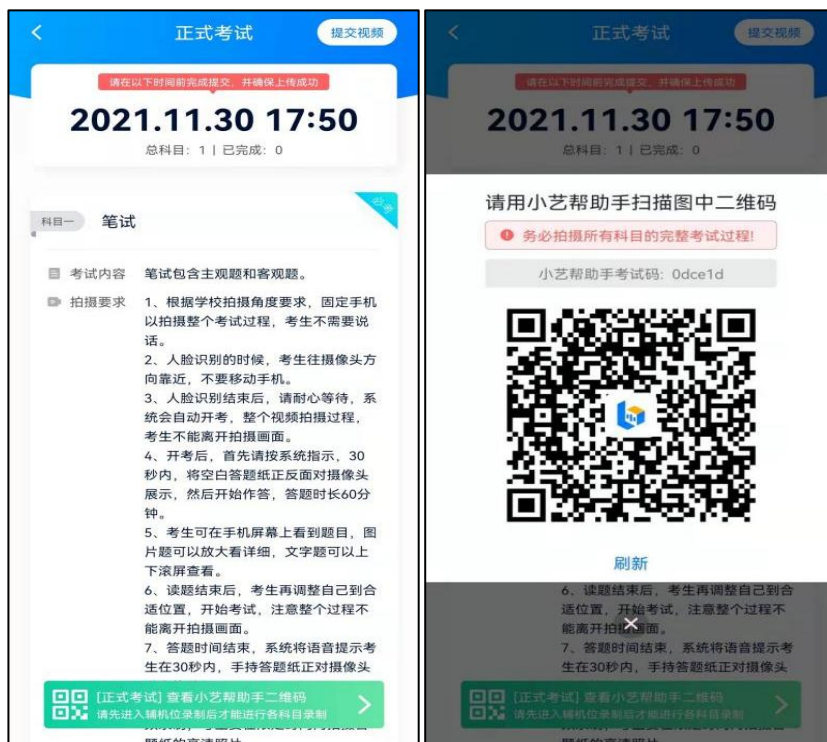 正式考试
提交视频
请在以下时间前完成提交，并确保上传成功
2021.11.30 17:50
总科目：1 | 已完成：0
必考
科目一
笔试
考试内容
笔试包含主观题和客观题。
拍摄要求
1、根据学校拍摄角度要求，固定手机
以拍摄整个考试过程，考生不需要说
话。
2、人脸识别的时候，考生往摄像头方
向靠近，不要移动手机。
3、人脸识别结束后，请耐心等待，系
统会自动开考，整个视频拍摄过程，
考生不能离开拍摄画面。
4、开考后，首先请按系统指示，30
秒内，将空白答题纸正反面对摄像头
展示，然后开始作答，答题时长60分
钟。
5、考生可在手机屏幕上看到题目，图
片题可以放大看详细，文字题可以上
下滚屏查看。
6、读题结束后，考生再调整自己到合
适位置，开始考试，注意整个过程不
能离开拍摄画面。
7、答题时间结束，系统将语音提示考
生在30秒内，手持答题纸正对摄像头
[正式考试] 查看小艺帮助手二维码
请先进入辅机位录制后才能进行各科目录制
正式考试
提交视频
请在以下时间前完成提交，并确保上传成功
2021.11.30 17:50
总科目：1 | 已完成：0
请用小艺帮助手扫描图中二维码
务必拍摄所有科目的完整考试过程!
小艺帮助手考试码：0dce1d
刷新
6、读题结束后，考生再调整自己到合
适位置，开始考试，注意整个过程不
能离开拍摄画面。
7、答题时间结束，系统将语音提示考
生在30秒内，手持答题纸正对摄像头
[正式考试] 查看小艺帮助手二维码
请先进入辅机位录制后才能进行各科目录制